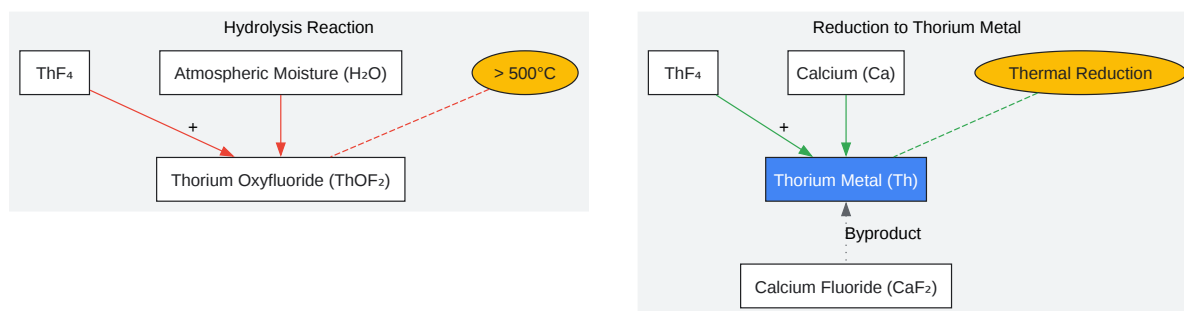 Hydrolysis Reaction
ThF₄
Atmospheric Moisture (H₂O)
> 500°C
+
Thorium Oxyfluoride (ThOF₂)
Reduction to Thorium Metal
ThF₄
Calcium (Ca)
Thermal Reduction
+
Thorium Metal (Th)
Byproduct
Calcium Fluoride (CaF₂)